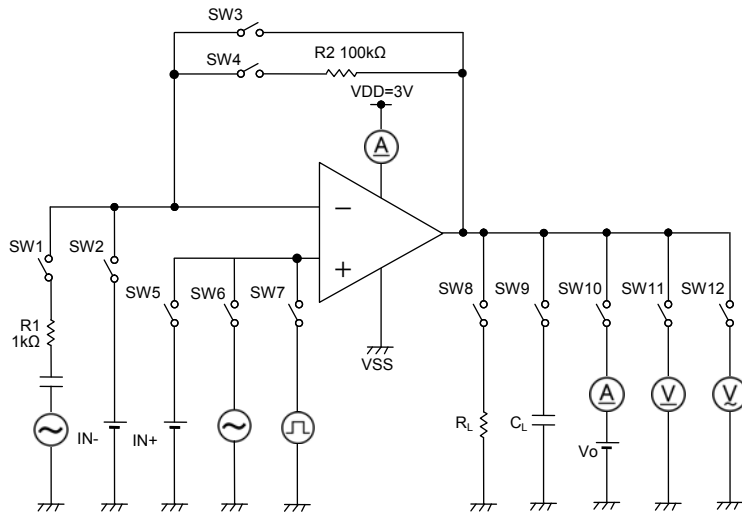 SW3
R2 100kΩ
SW4
VDD=3V
A
−
+
SW1
SW2
SW5
SW6
SW7
SW8
SW9
SW10
SW11
SW12
R1
1kΩ
VSS
A
V
V
IN-
IN+
RL
CL
Vo